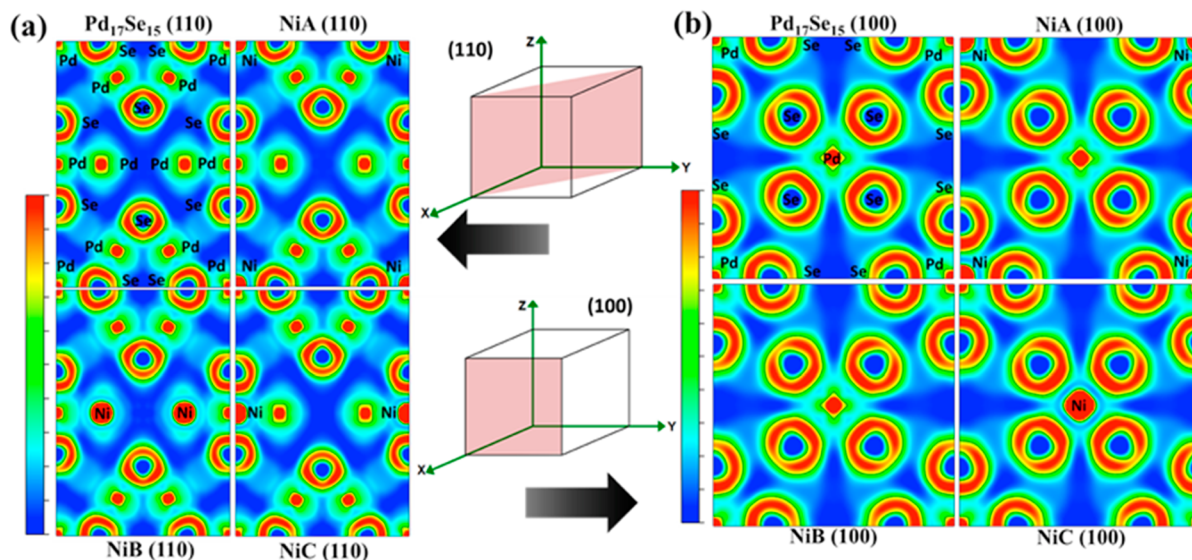 (a)
Pd17Se15 (110)
NiA (110)
Se Se
Pd Pd
Ni Ni
Pd Pd
Se
Se Se
Pd Pd Pd Pd
Se Se
Se
Pd Pd
Pd Pd
Ni Ni
Se Se
Ni Ni
Ni Ni
NiB (110)
NiC (110)
(110)
Z
Y
X
(100)
Z
Y
X
(b)
Pd17Se15 (100)
NiA (100)
Se Se
Pd Pd
Ni Ni
Se Se
Se Se
Pd
Se Se
Se Se
Pd Pd
Ni Ni
Se Se
Ni
NiB (100)
NiC (100)